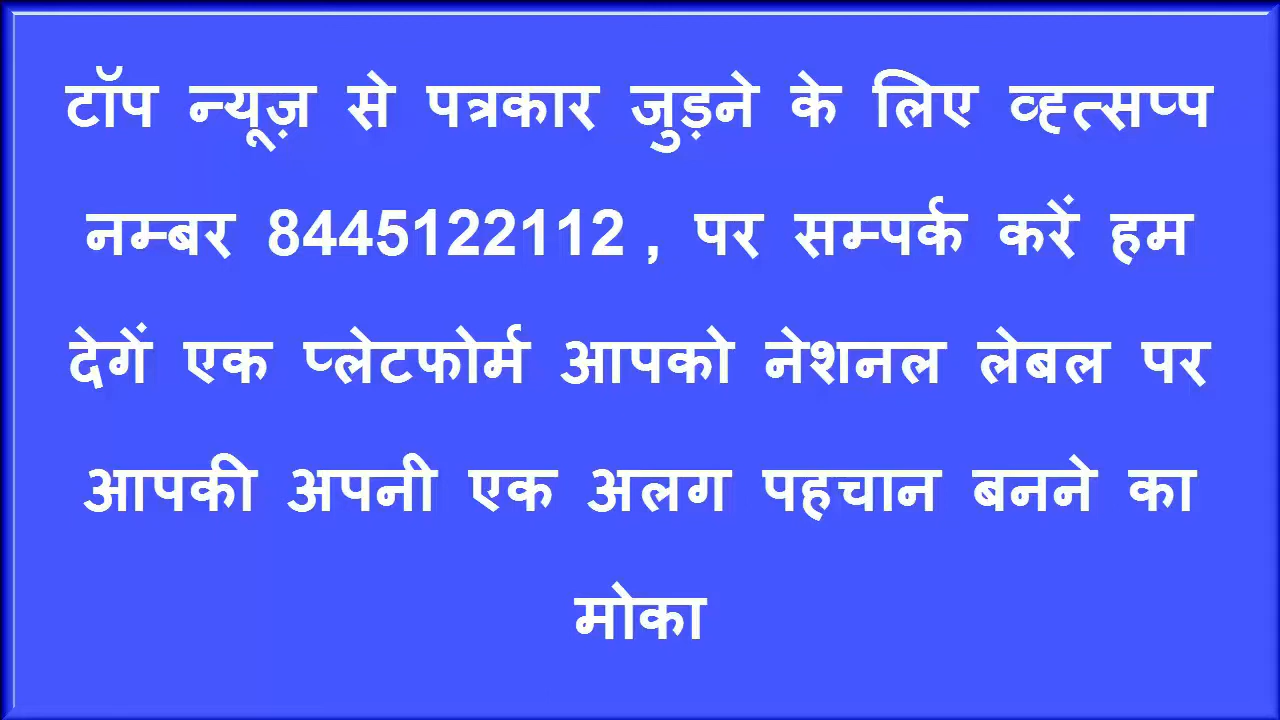 टॉप न्यूज़ से पत्रकार जुड़ने के लिए व्ह्त्सप्प
नम्बर 8445122112 , पर सम्पर्क करें हम
देगें एक प्लेटफोर्म आपको नेशनल लेबल पर
आपकी अपनी एक अलग पहचान बनने का
मोका